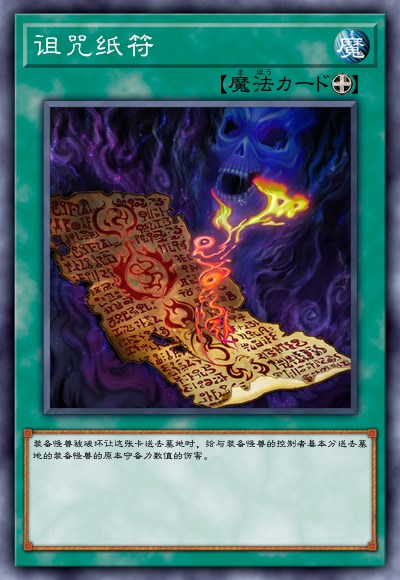 诅咒纸符
魔
【魔法カード】
まほう
装备怪兽被破坏让这张卡送去墓地时，给与装备怪兽的控制者基本分送去墓
地的装备怪兽的原本守备力数值的伤害。